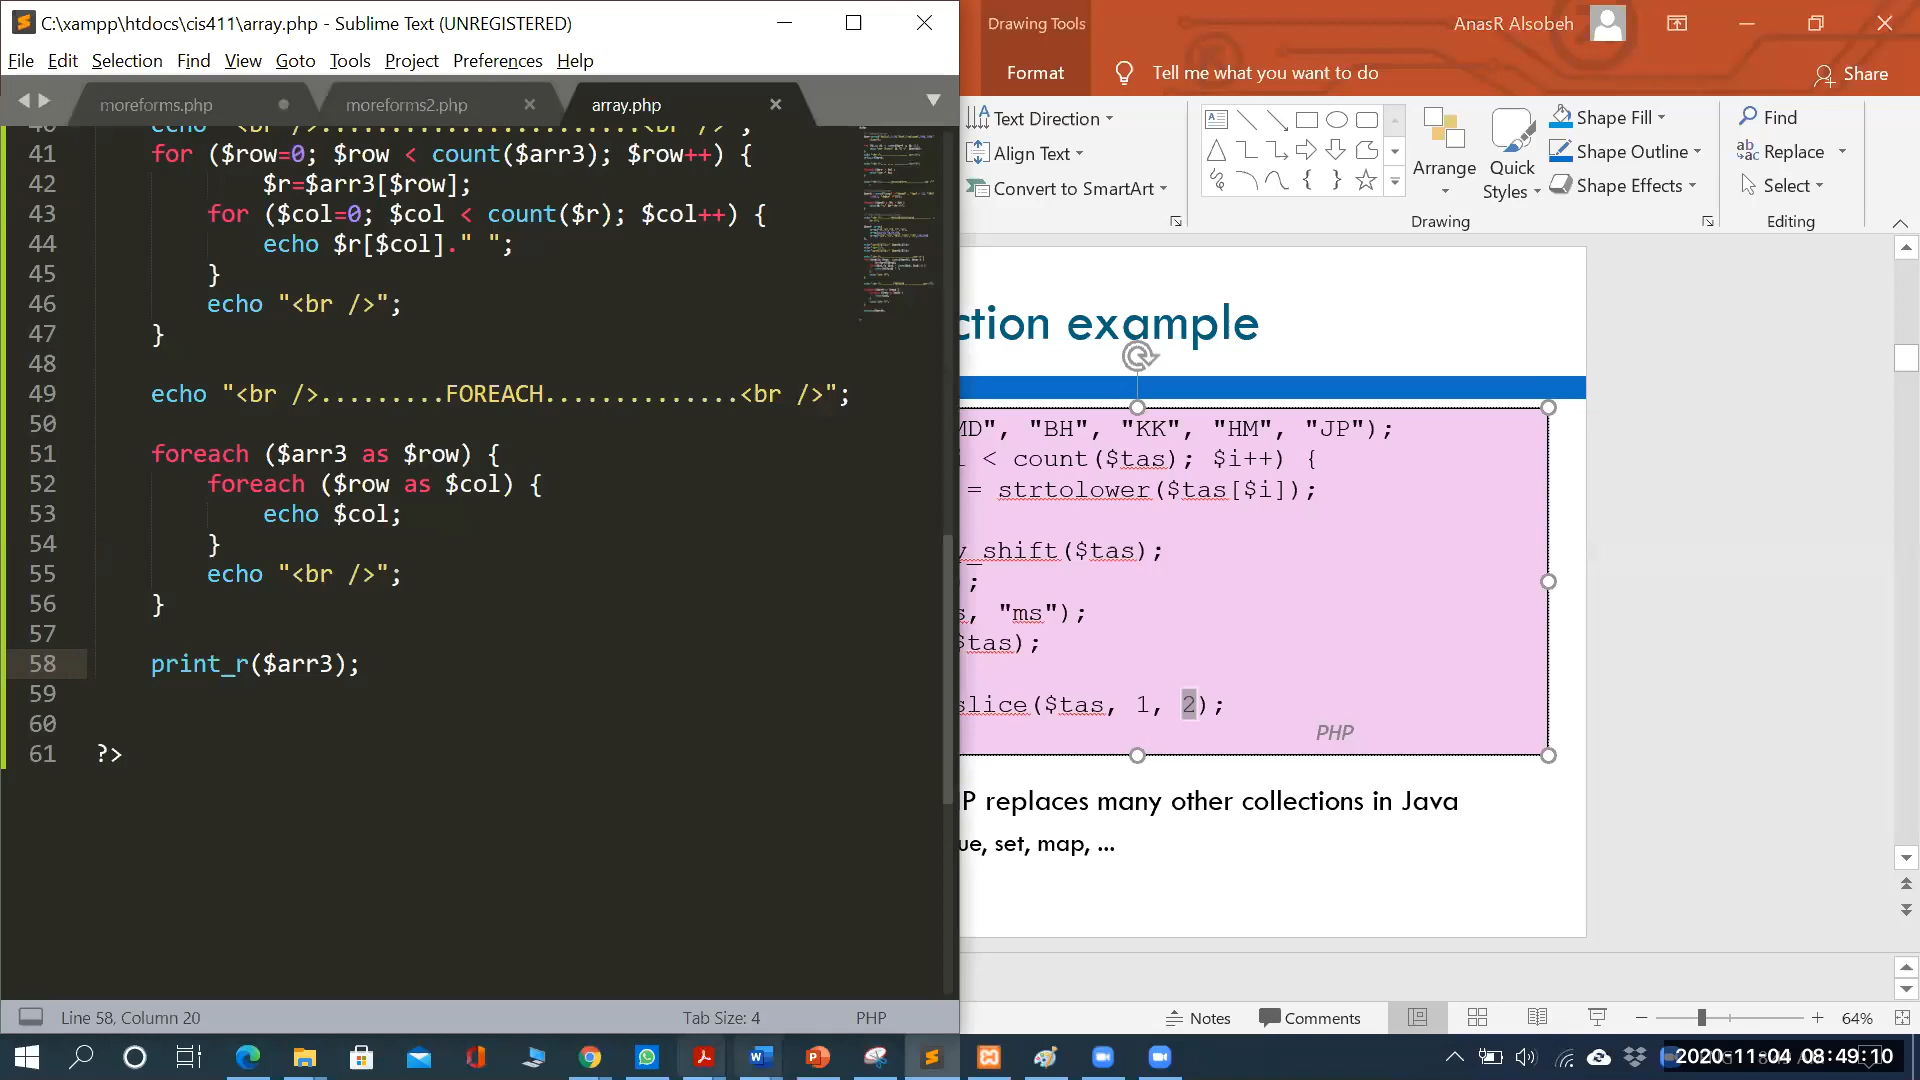 C:\xampp\htdocs\cis411\array.php - Sublime Text (UNREGISTERED)
File Edit Selection Find View Goto Tools Project Preferences Help
moreforms.php moreforms2.php array.php
41 for ($row=0; $row < count($arr3); $row++) {
42 $r=$arr3[$row];
43 for ($col=0; $col < count($r); $col++) {
44 echo $r[$col]." ";
45 }
46 echo "<br />";
47 }
48
49 echo "<br />.........FOREACH..............<br />";
50
51 foreach ($arr3 as $row) {
52 foreach ($row as $col) {
53 echo $col;
54 }
55 echo "<br />";
56 }
57
58 print_r($arr3);
59
60
61 ?>
Line 58, Column 20 Tab Size: 4 PHP
Drawing Tools AnasR Alsobeh
Format Tell me what you want to do Share
Text Direction
Align Text
Convert to SmartArt
Arrange Quick Styles
Shape Fill
Shape Outline
Shape Effects
Drawing
Find
Replace
Select
Editing
ction example
MD", "BH", "KK", "HM", "JP");
i < count($tas); $i++) {
= strtolower($tas[$i]);
y_shift($tas);
);
s, "ms");
$tas);
slice($tas, 1, 2);
PHP
P replaces many other collections in Java
ue, set, map, ...
Notes Comments 64%
2020-11-04 08:49:10